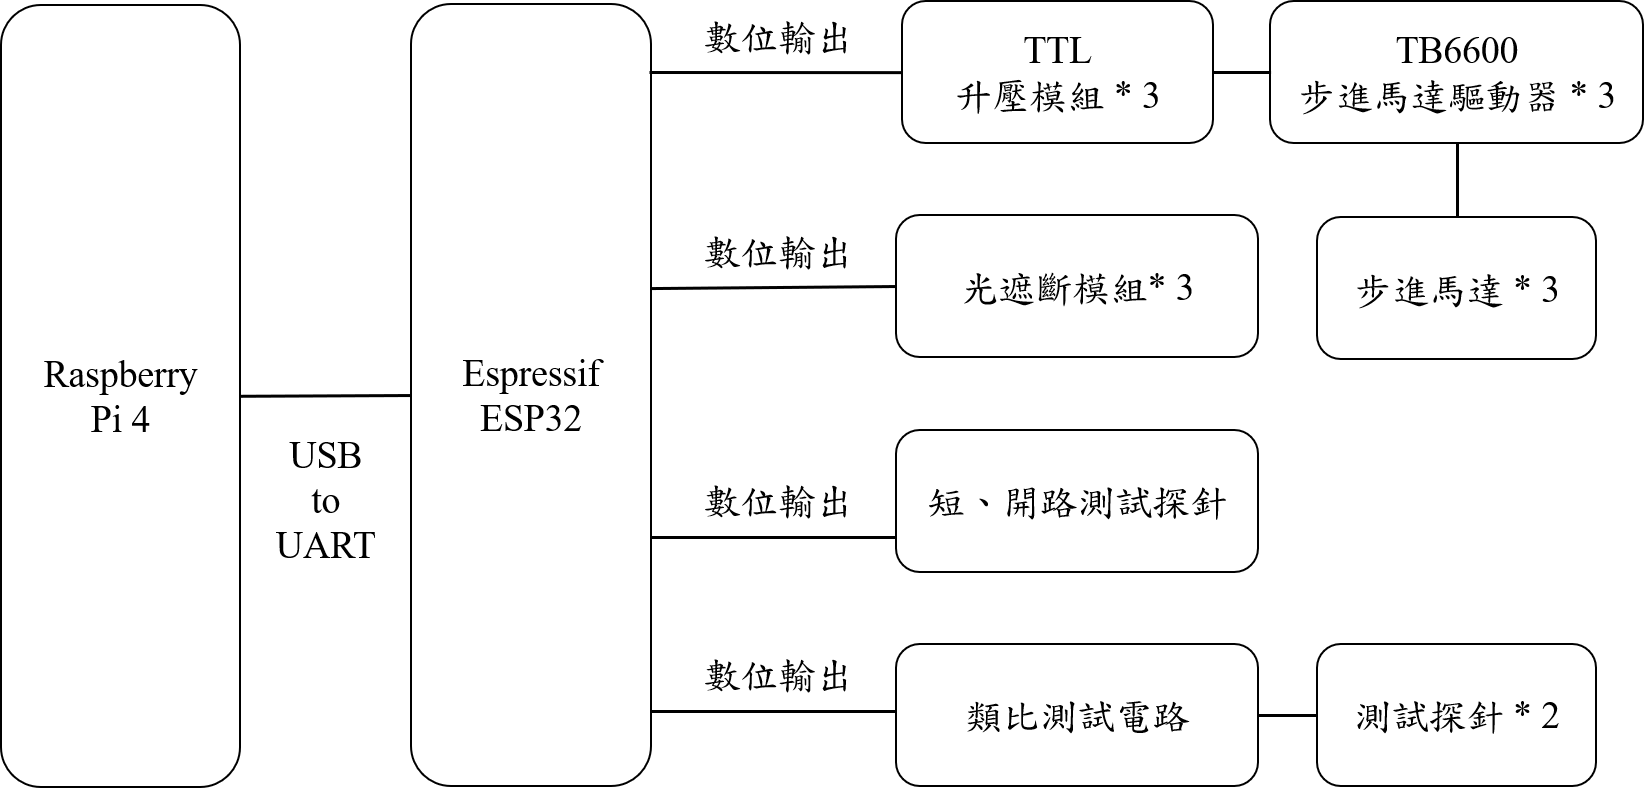 Raspberry
Pi 4
USB
to
UART
Espressif
ESP32
數位輸出
TTL
升壓模組 * 3
TB6600
步進馬達驅動器 * 3
步進馬達 * 3
數位輸出
光遮斷模組* 3
數位輸出
短、開路測試探針
數位輸出
類比測試電路
測試探針 * 2